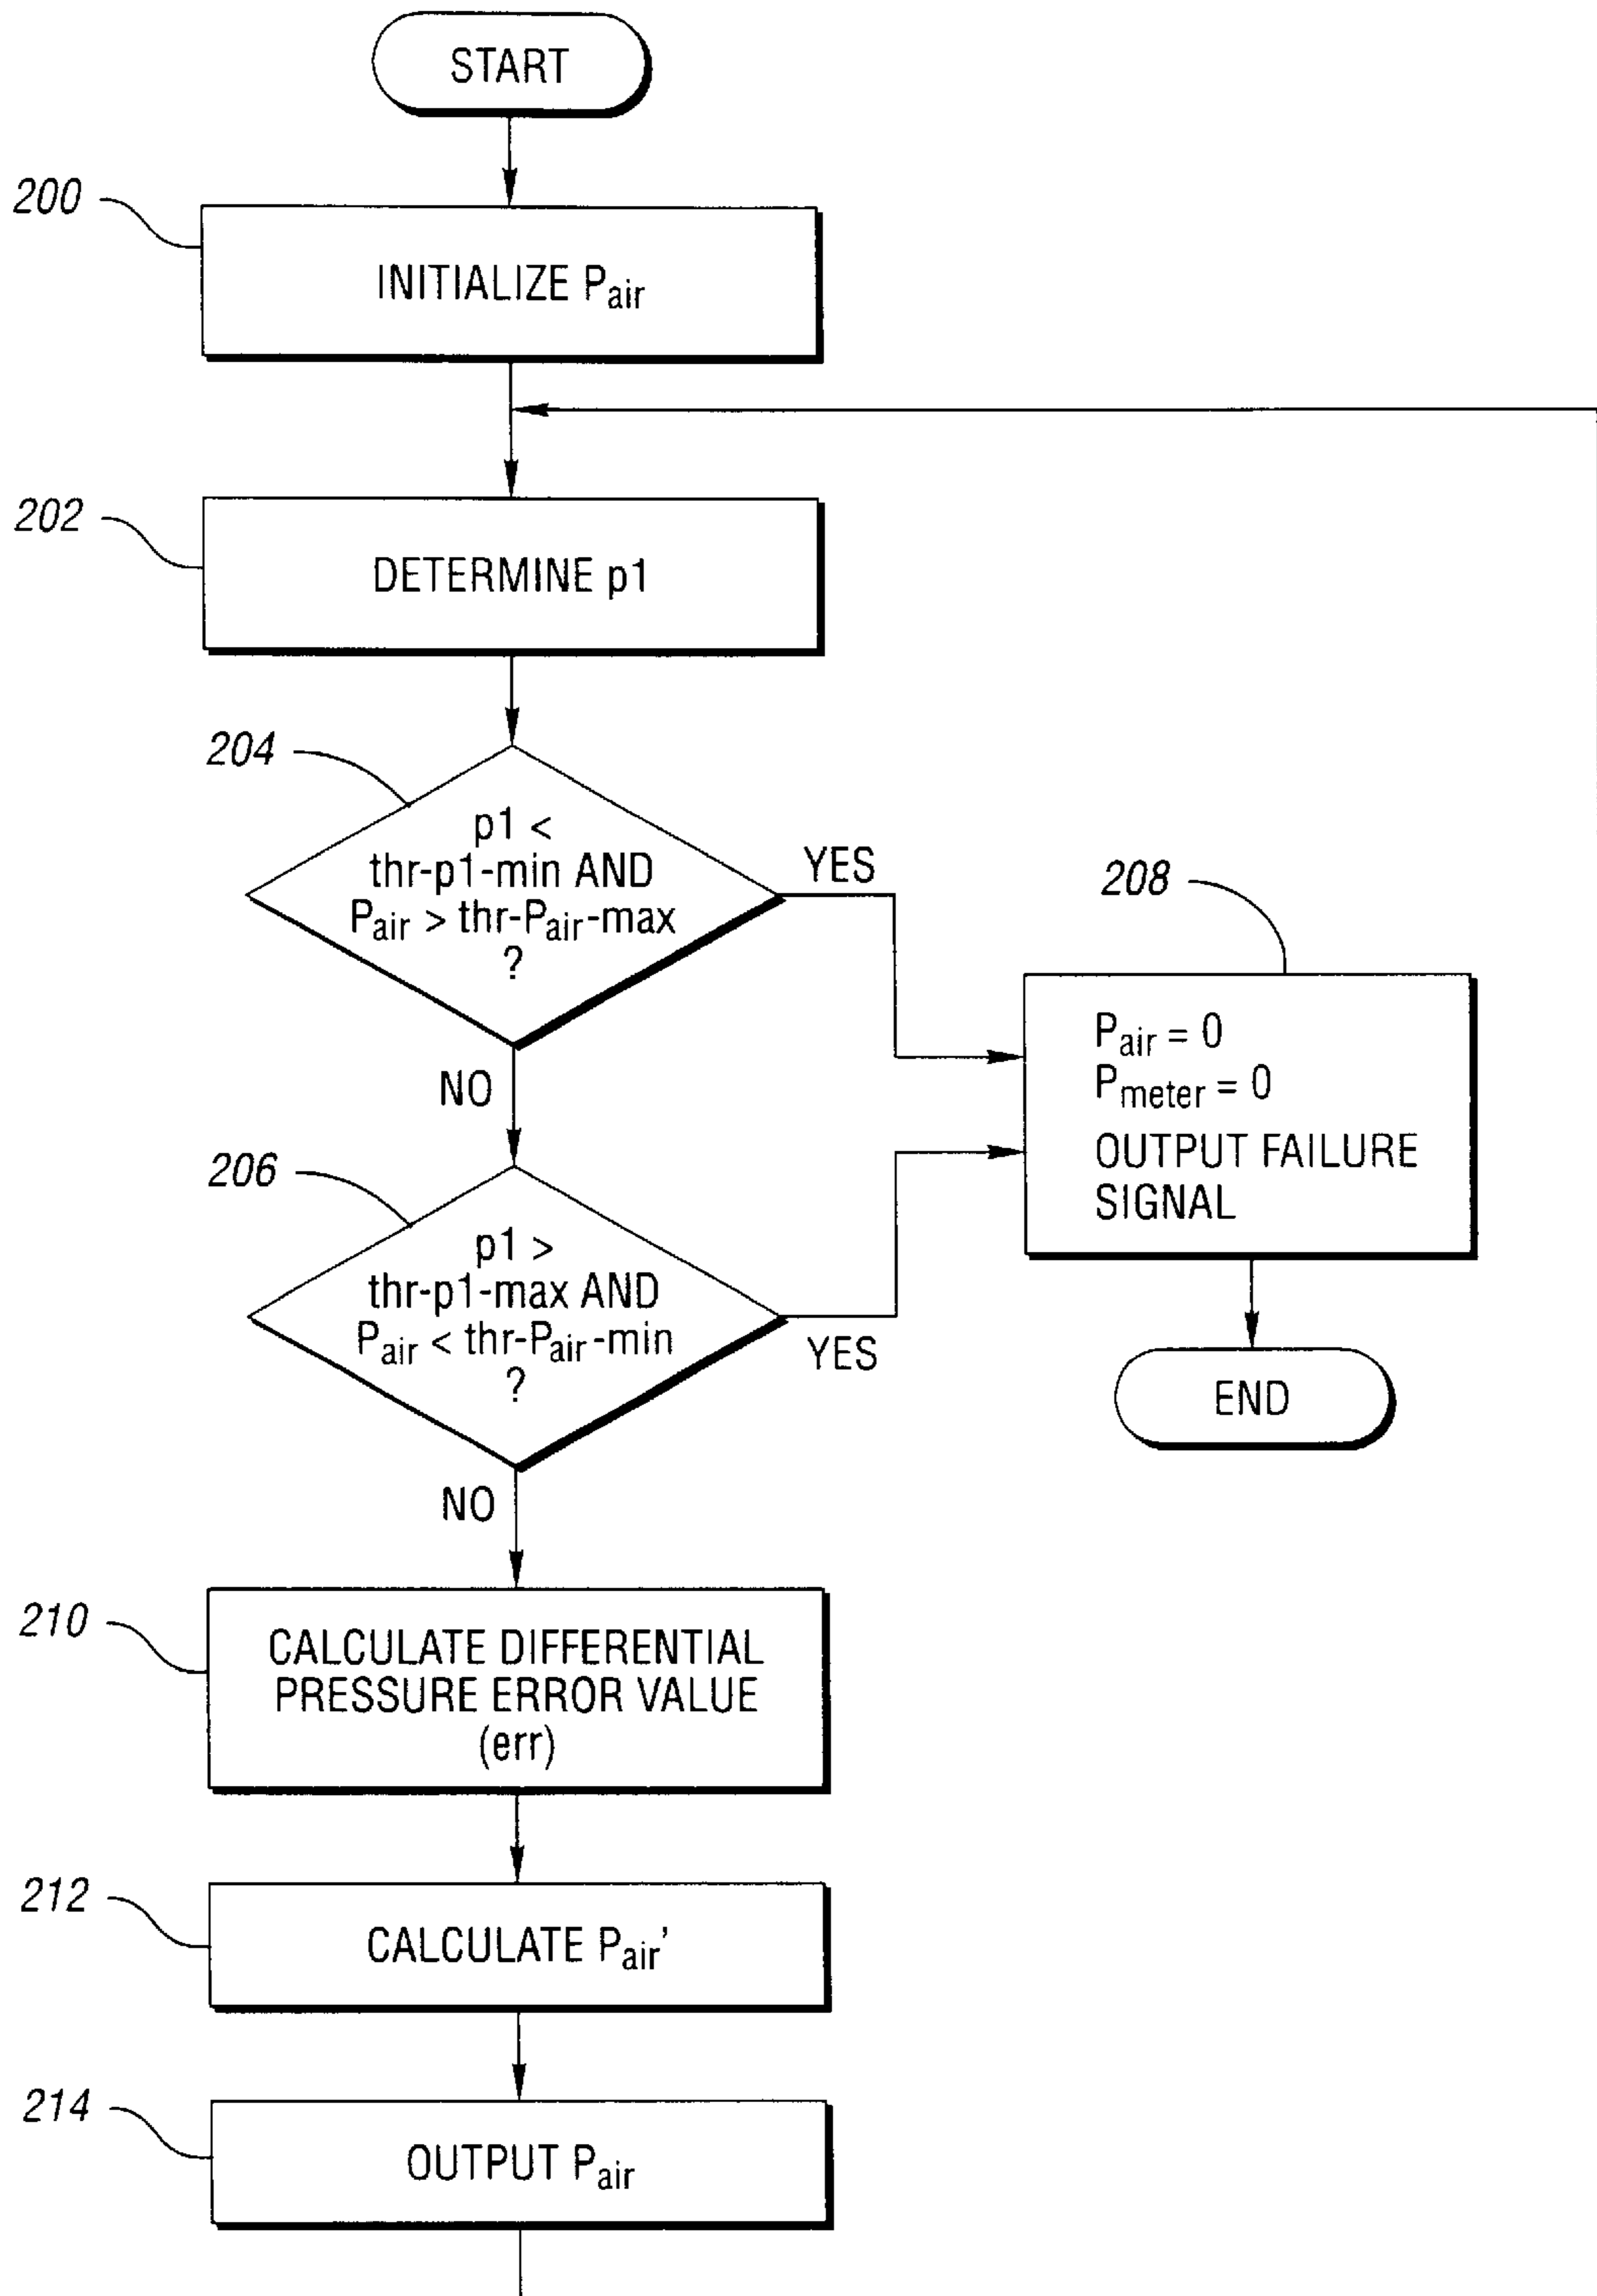 START
200
INITIALIZE Pair
202
DETERMINE p1
204
p1 <
thr-p1-min AND
Pair > thr-Pair-max
?
YES
NO
208
Pair = 0
Pmeter = 0
OUTPUT FAILURE
SIGNAL
END
206
p1 >
thr-p1-max AND
Pair < thr-Pair-min
?
YES
NO
210
CALCULATE DIFFERENTIAL
PRESSURE ERROR VALUE
(err)
212
CALCULATE Pair’
214
OUTPUT Pair